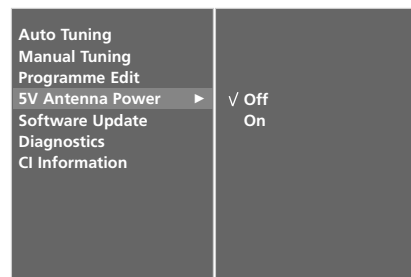 Auto Tuning
Manual Tuning
Programme Edit
5V Antenna Power ►
Software Update
Diagnostics
CI Information
√ Off
On